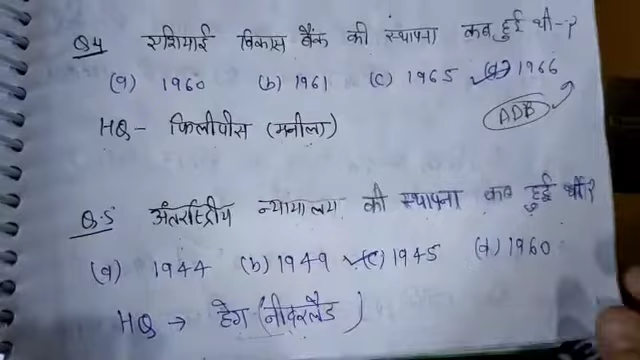 Q4 एशियाई विकास बैंक की स्थापना कब हुई थी-?
(a) 1960 (b) 1961 (c) 1965 (d) 1966
HQ - फिलीपीस (मनीला) ADB
Q.5 अंतर्राष्ट्रीय न्यायालय की स्थापना कब हुई थी?
(a) 1944 (b) 1949 (c) 1945 (d) 1960
HQ → हेग (नीदरलैंड)